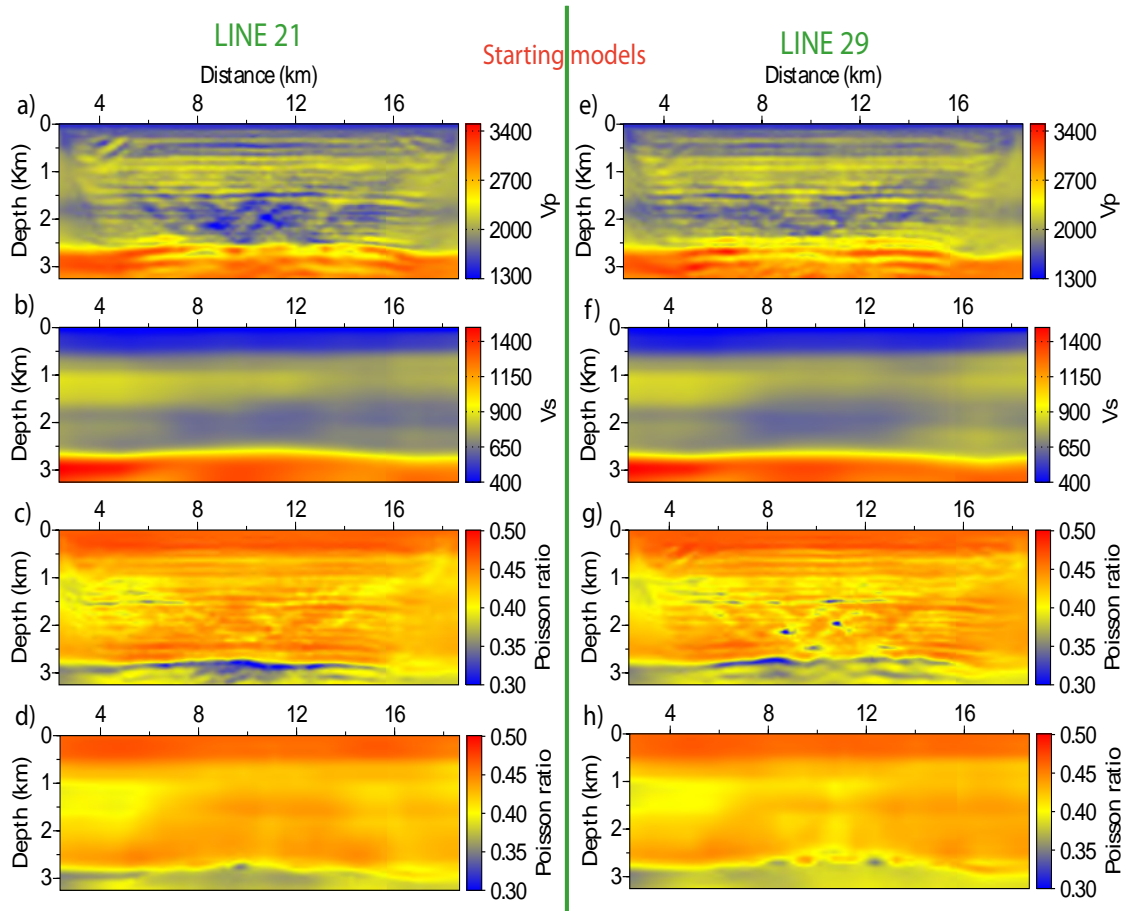 LINE 21
Starting models
LINE 29
Distance (km)
Distance (km)
a)
4 8 12 16
e)
4 8 12 16
Depth (Km)
0
1
2
3
3400
2700
2000
1300
Vp
Depth (Km)
0
1
2
3
3400
2700
2000
1300
Vp
b)
4 8 12 16
f)
4 8 12 16
Depth (Km)
0
1
2
3
1400
1150
900
650
400
Vs
Depth (Km)
0
1
2
3
1400
1150
900
650
400
Vs
c)
4 8 12 16
g)
4 8 12 16
Depth (km)
0
1
2
3
0.50
0.45
0.40
0.35
0.30
Poisson ratio
Depth (km)
0
1
2
3
0.50
0.45
0.40
0.35
0.30
Poisson ratio
d)
4 8 12 16
h)
4 8 12 16
Depth (km)
0
1
2
3
0.50
0.45
0.40
0.35
0.30
Poisson ratio
Depth (km)
0
1
2
3
0.50
0.45
0.40
0.35
0.30
Poisson ratio